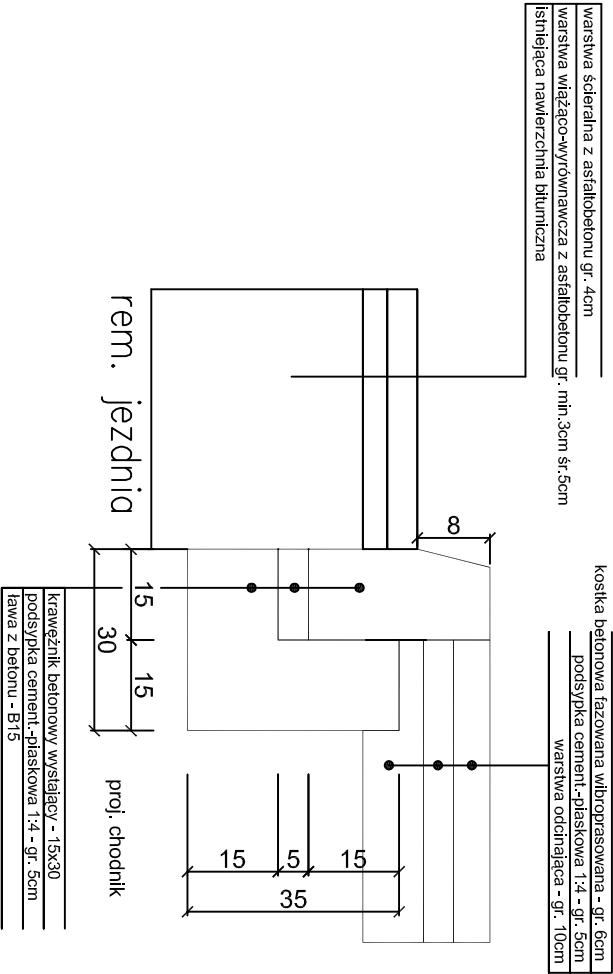 warstwa ścieralna z asfaltobetonu gr. 4cm
warstwa wiążąco-wyrównawcza z asfaltobetonu gr. min.3cm śr.5cm
istniejąca nawierzchnia bitumiczna
kostka betonowa fazowana wibroprasowana - gr. 6cm
podsypka cement.-piaskowa 1:4 - gr. 5cm
warstwa odcinająca - gr. 10cm
8
15
5
15
35
15
15
30
rem. jezdnia
proj. chodnik
krawężnik betonowy wystający - 15x30
podsypka cement.-piaskowa 1:4 - gr. 5cm
ława z betonu - B15